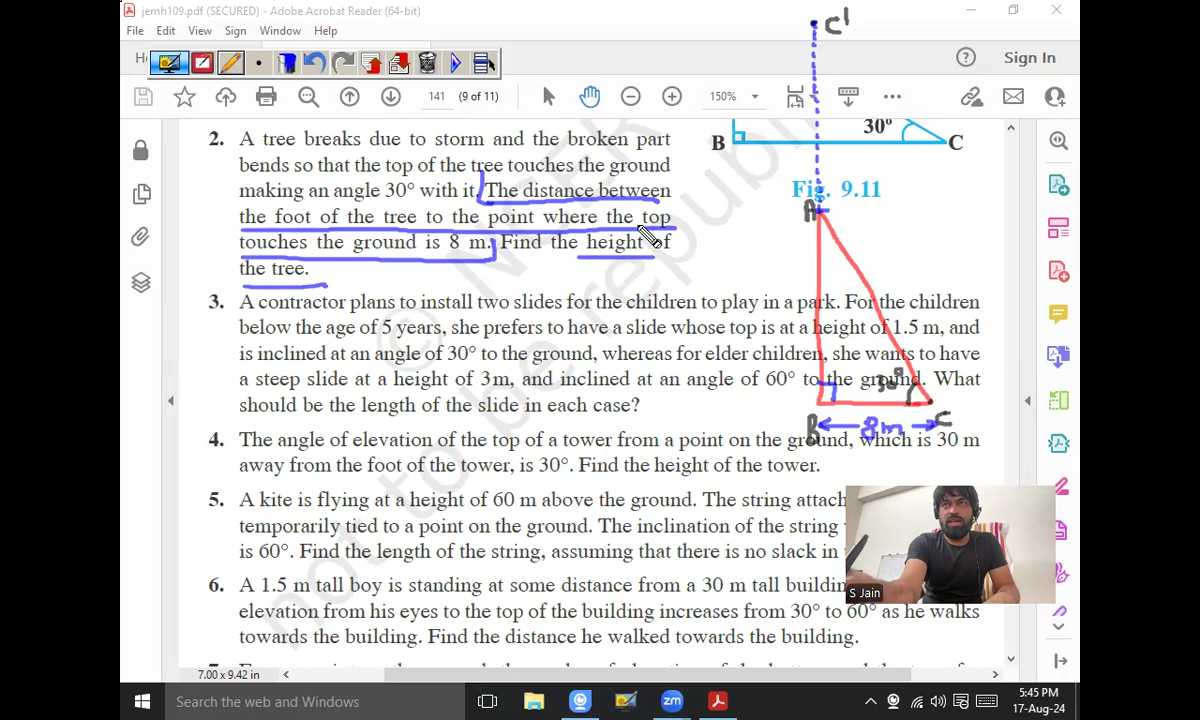 jemh109.pdf (SECURED) - Adobe Acrobat Reader (64-bit)
File Edit View Sign Window Help
H
Sign In
141 (9 of 11) 150%
C'
30°
B C
Fig. 9.11
2. A tree breaks due to storm and the broken part
bends so that the top of the tree touches the ground
making an angle 30° with it. The distance between
the foot of the tree to the point where the top
touches the ground is 8 m. Find the height of
the tree.
A
30°
B 8m C
3. A contractor plans to install two slides for the children to play in a park. For the children
below the age of 5 years, she prefers to have a slide whose top is at a height of 1.5 m, and
is inclined at an angle of 30° to the ground, whereas for elder children, she wants to have
a steep slide at a height of 3m, and inclined at an angle of 60° to the ground. What
should be the length of the slide in each case?
4. The angle of elevation of the top of a tower from a point on the ground, which is 30 m
away from the foot of the tower, is 30°. Find the height of the tower.
5. A kite is flying at a height of 60 m above the ground. The string attach
temporarily tied to a point on the ground. The inclination of the string
is 60°. Find the length of the string, assuming that there is no slack in
6. A 1.5 m tall boy is standing at some distance from a 30 m tall buildin
elevation from his eyes to the top of the building increases from 30° to 60° as he walks
towards the building. Find the distance he walked towards the building.
© NCER
not to be republi
S Jain
7.00 x 9.42 in
Search the web and Windows
zm
5:45 PM
17-Aug-24